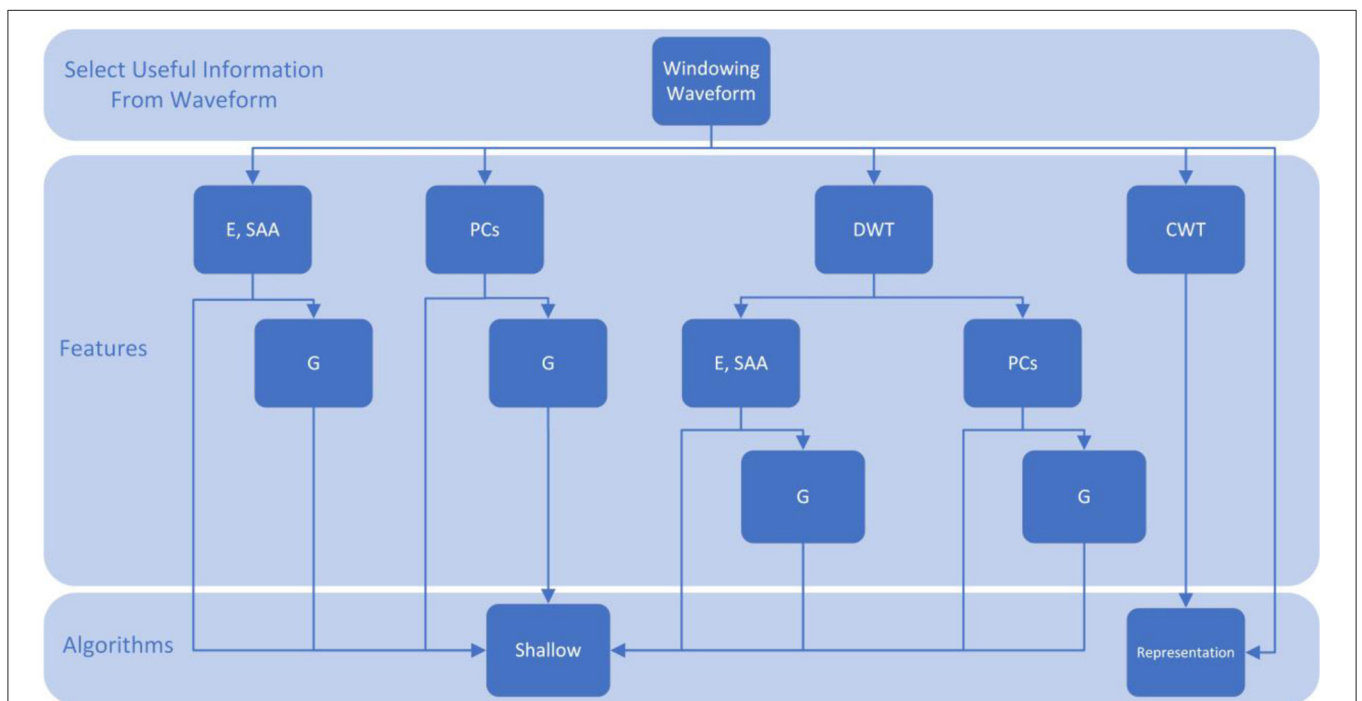 Select Useful Information
From Waveform
Windowing
Waveform
E, SAA
PCs
DWT
CWT
Features
G
G
E, SAA
PCs
G
G
Algorithms
Shallow
Representation